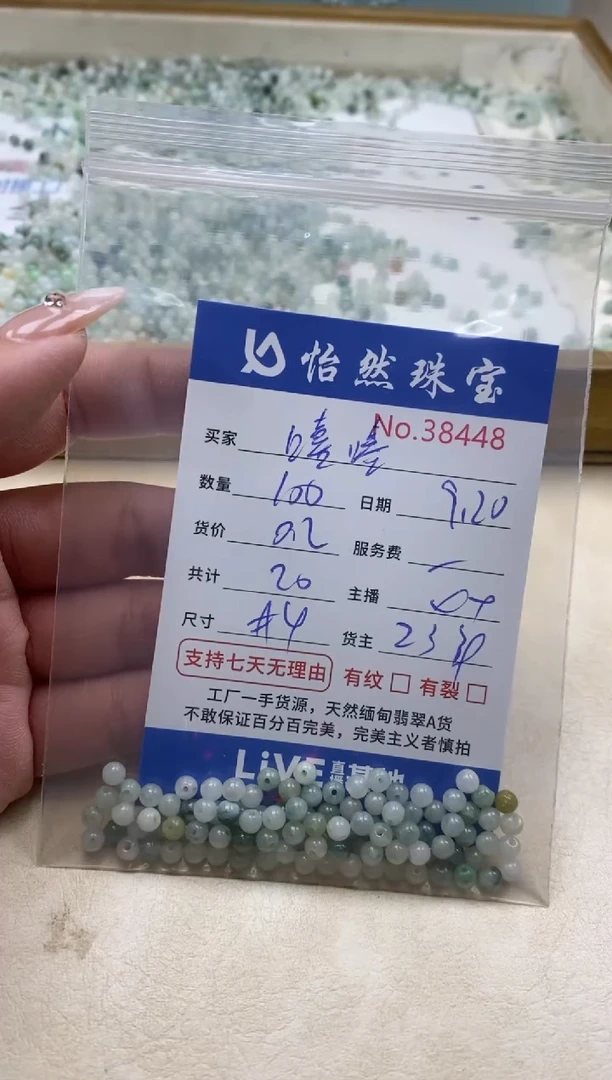 怡然珠宝
No.38448
买家 嘻嘻
数量 100 日期 9.20
货价 0.2 服务费 —
共计 20 主播
尺寸 #4 货主
支持七天无理由 有纹 □ 有裂 □
工厂一手货源，天然缅甸翡翠A货
不敢保证百分百完美，完美主义者慎拍
LiVE 直播基地